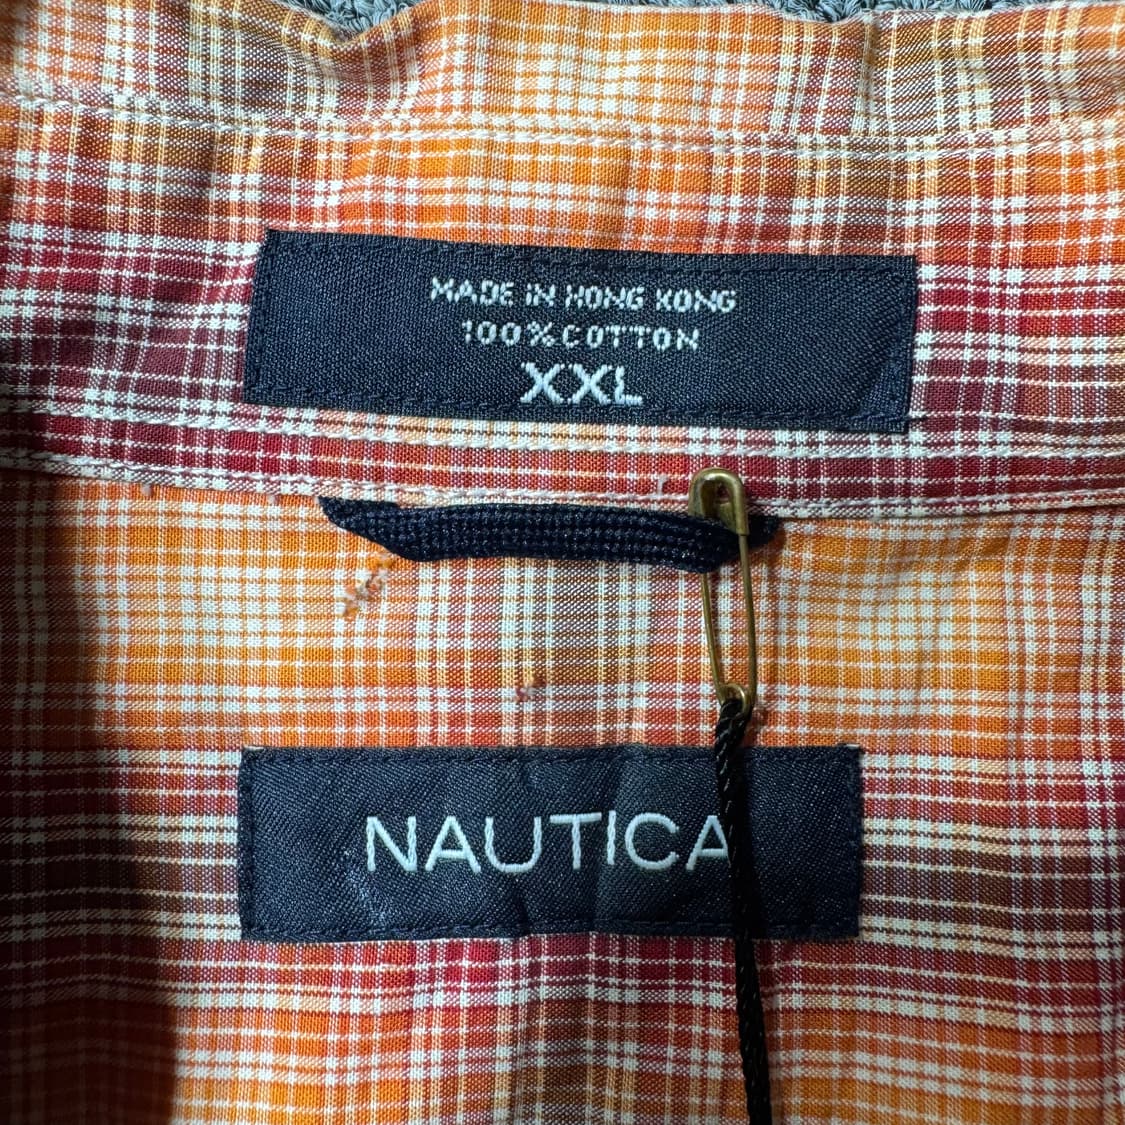 MADE IN HONG KONG
100% COTTON
XXL
NAUTICA